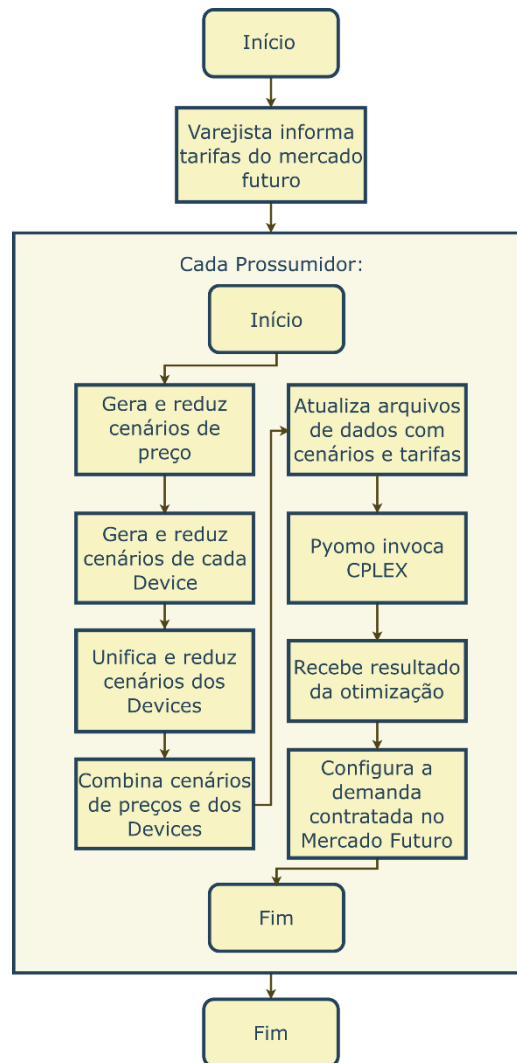 Início
Varejista informa
tarifas do mercado
futuro
Cada Prossumidor:
Início
Gera e reduz
cenários de
preço
Gera e reduz
cenários de cada
Device
Unifica e reduz
cenários dos
Devices
Combina cenários
de preços e dos
Devices
Atualiza arquivos
de dados com
cenários e tarifas
Pyomo invoca
CPLEX
Recebe resultado
da otimização
Configura a
demanda
contratada no
Mercado Futuro
Fim
Fim